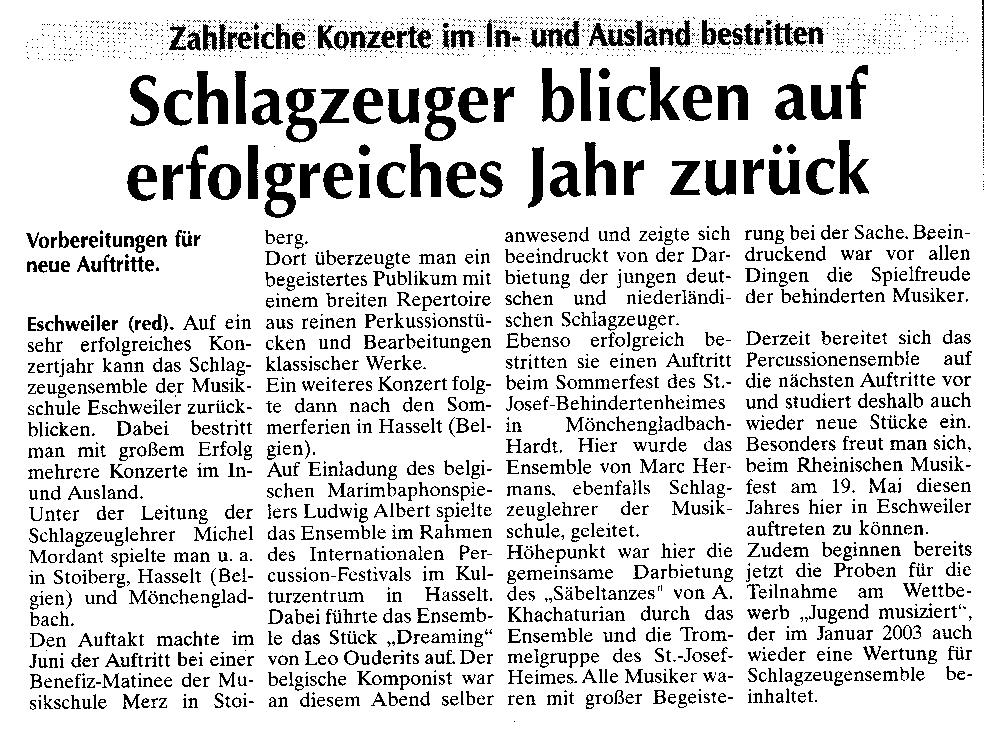 Zahlreiche Konzerte im In- und Ausland bestritten
Schlagzeuger blicken auf
erfolgreiches Jahr zurück
Vorbereitungen für
neue Auftritte.
Eschweiler (red). Auf ein
sehr erfolgreiches Kon-
zertjahr kann das Schlag-
zeugensemble der Musik-
schule Eschweiler zurück-
blicken. Dabei bestritt
man mit großem Erfolg
mehrere Konzerte im In-
und Ausland.
Unter der Leitung der
Schlagzeuglehrer Michel
Mordant spielte man u. a.
in Stoiberg, Hasselt (Bel-
gien) und Mönchenglad-
bach.
Den Auftakt machte im
Juni der Auftritt bei einer
Benefiz-Matinee der Mu-
sikschule Merz in Stoi-
berg.
Dort überzeugte man ein
begeistertes Publikum mit
einem breiten Repertoire
aus reinen Perkussionstü-
cken und Bearbeitungen
klassischer Werke.
Ein weiteres Konzert folg-
te dann nach den Som-
merferien in Hasselt (Bel-
gien).
Auf Einladung des belgi-
schen Marimbaphonspie-
lers Ludwig Albert spielte
das Ensemble im Rahmen
des Internationalen Per-
cussion-Festivals im Kul-
turzentrum in Hasselt.
Dabei führte das Ensemb-
le das Stück „Dreaming“
von Leo Ouderits auf. Der
belgische Komponist war
an diesem Abend selber
anwesend und zeigte sich
beeindruckt von der Dar-
bietung der jungen deut-
schen und niederländi-
schen Schlagzeuger.
Ebenso erfolgreich be-
stritten sie einen Auftritt
beim Sommerfest des St.-
Josef-Behindertenheimes
in Mönchengladbach-
Hardt. Hier wurde das
Ensemble von Marc Her-
mans, ebenfalls Schlag-
zeuglehrer der Musik-
schule, geleitet.
Höhepunkt war hier die
gemeinsame Darbietung
des „Säbeltanzes" von A.
Khachaturian durch das
Ensemble und die Trom-
melgruppe des St.-Josef-
Heimes. Alle Musiker wa-
ren mit großer Begeiste-
rung bei der Sache. Beein-
druckend war vor allen
Dingen die Spielfreude
der behinderten Musiker.
Derzeit bereitet sich das
Percussionensemble auf
die nächsten Auftritte vor
und studiert deshalb auch
wieder neue Stücke ein.
Besonders freut man sich,
beim Rheinischen Musik-
fest am 19. Mai diesen
Jahres hier in Eschweiler
auftreten zu können.
Zudem beginnen bereits
jetzt die Proben für die
Teilnahme am Wettbe-
werb „Jugend musiziert“,
der im Januar 2003 auch
wieder eine Wertung für
Schlagzeugensemble be-
inhaltet.